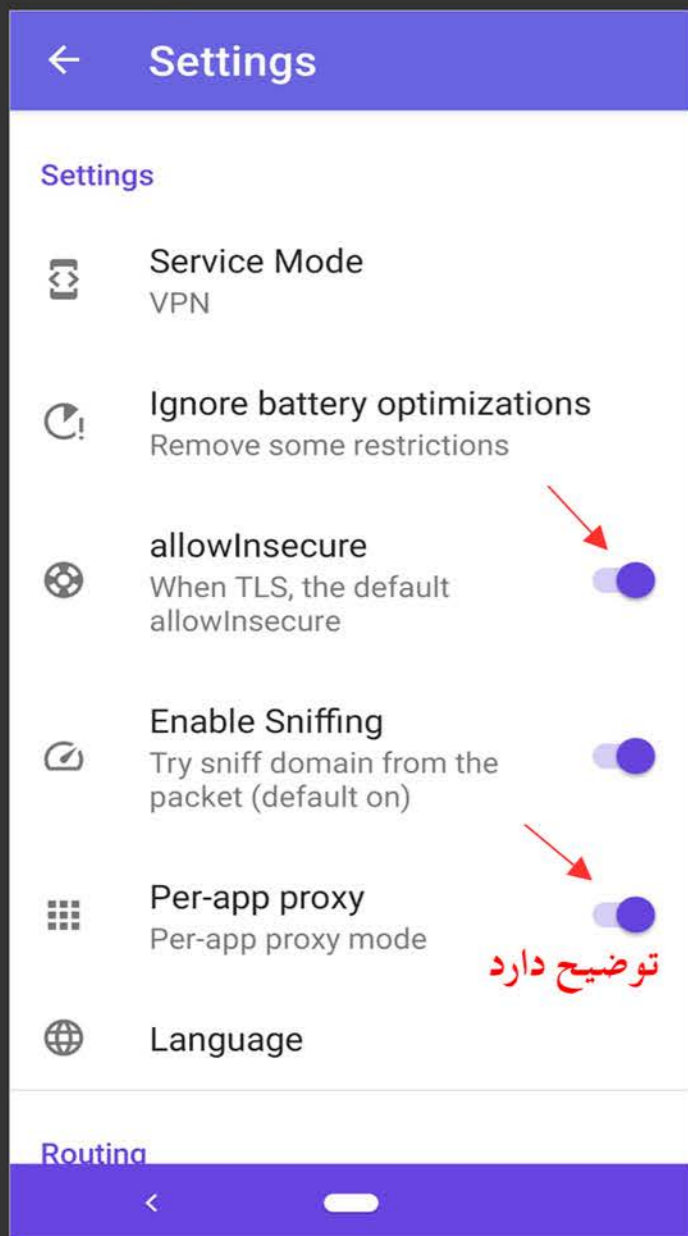 Settings
Settings
Service Mode
VPN
Ignore battery optimizations
Remove some restrictions
allowInsecure
When TLS, the default
allowInsecure
Enable Sniffing
Try sniff domain from the
packet (default on)
Per-app proxy
Per-app proxy mode
توضیح دارد
Language
Routing